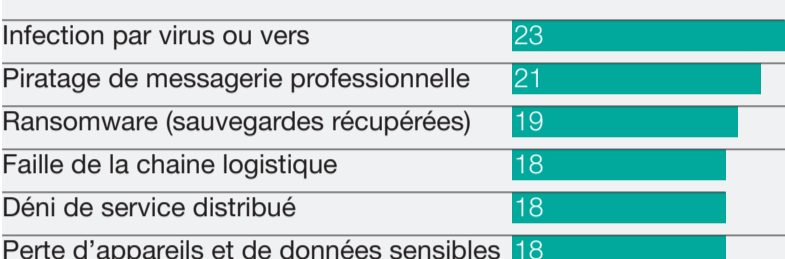 Infection par virus ou vers 23
Piratage de messagerie professionnelle 21
Ransomware (sauvegardes récupérées) 19
Faille de la chaine logistique 18
Déni de service distribué 18
Perte d’appareils et de données sensibles 18